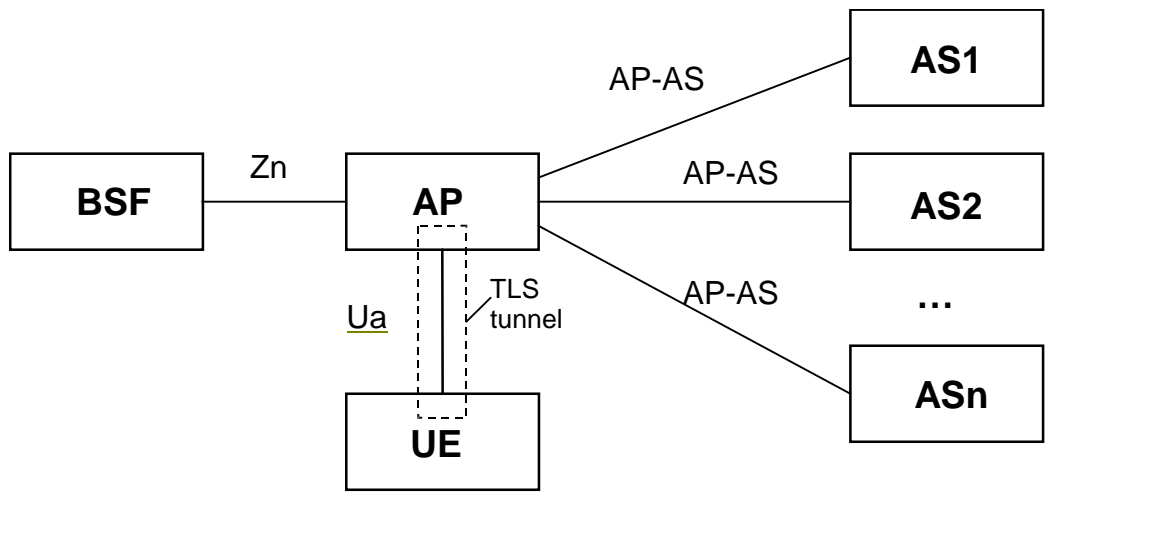 AS1
AP-AS
BSF
Zn
AP
AP-AS
AS2
TLS
tunnel
AP-AS
...
Ua
ASn
UE